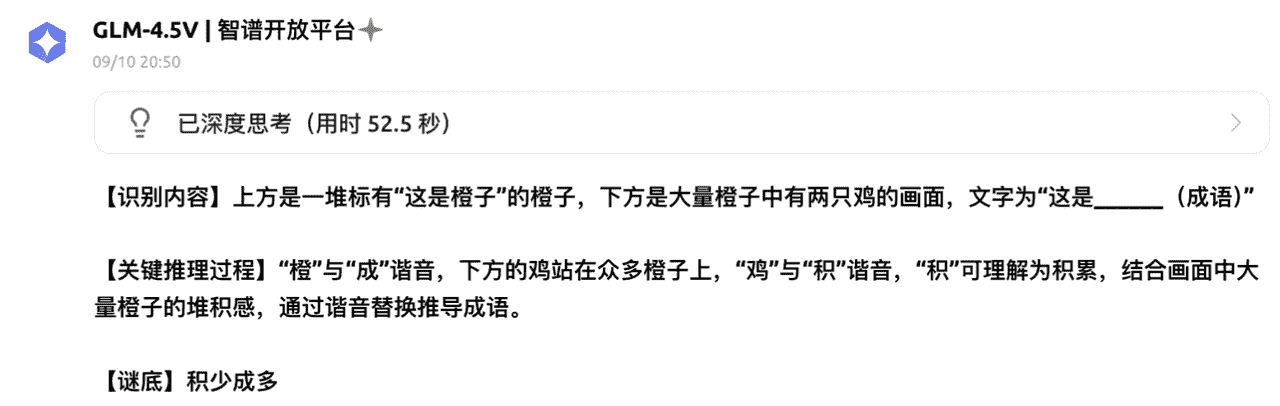 GLM-4.5V | 智谱开放平台
09/10 20:50
已深度思考（用时 52.5 秒）
【识别内容】上方是一堆标有“这是橙子”的橙子，下方是大量橙子中有两只鸡的画面，文字为“这是______（成语）”
【关键推理过程】“橙”与“成”谐音，下方的鸡站在众多橙子上，“鸡”与“积”谐音，“积”可理解为积累，结合画面中大
量橙子的堆积感，通过谐音替换推导成语。
【谜底】积少成多